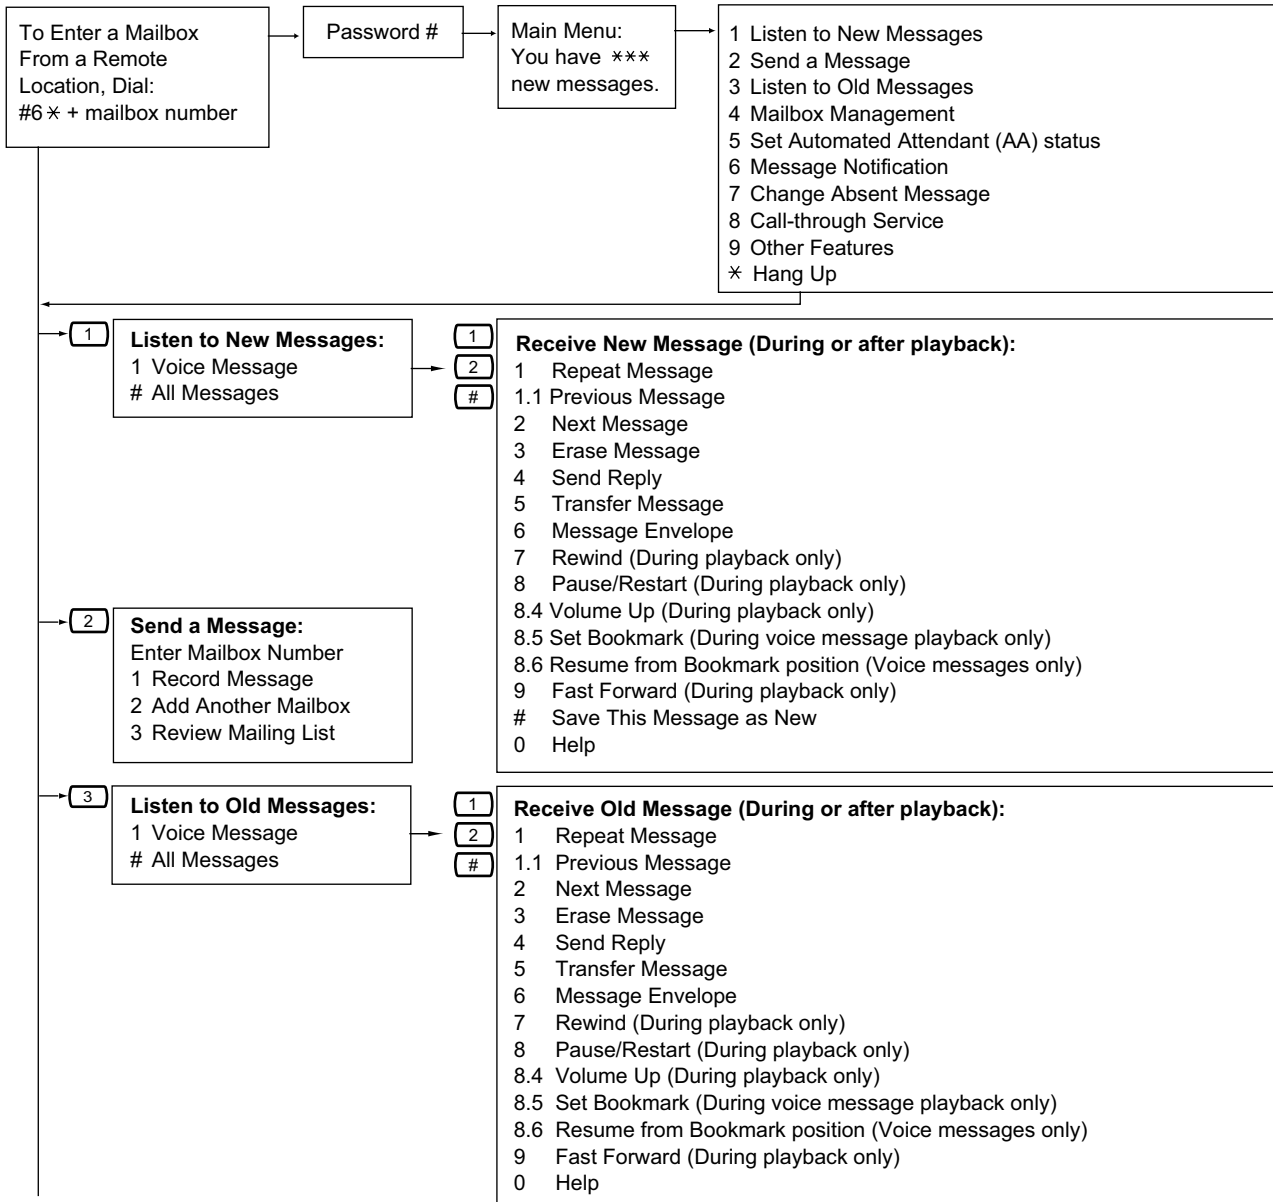 To Enter a Mailbox
From a Remote
Location, Dial:
#6＊ + mailbox number
Password #
Main Menu:
You have ＊＊＊
new messages.
1 Listen to New Messages
2 Send a Message
3 Listen to Old Messages
4 Mailbox Management
5 Set Automated Attendant (AA) status
6 Message Notification
7 Change Absent Message
8 Call-through Service
9 Other Features
＊ Hang Up
1
Listen to New Messages:
1 Voice Message
# All Messages
1
2
#
Receive New Message (During or after playback):
1 Repeat Message
1.1 Previous Message
2 Next Message
3 Erase Message
4 Send Reply
5 Transfer Message
6 Message Envelope
7 Rewind (During playback only)
8 Pause/Restart (During playback only)
8.4 Volume Up (During playback only)
8.5 Set Bookmark (During voice message playback only)
8.6 Resume from Bookmark position (Voice messages only)
9 Fast Forward (During playback only)
# Save This Message as New
0 Help
2
Send a Message:
Enter Mailbox Number
1 Record Message
2 Add Another Mailbox
3 Review Mailing List
3
Listen to Old Messages:
1 Voice Message
# All Messages
1
2
#
Receive Old Message (During or after playback):
1 Repeat Message
1.1 Previous Message
2 Next Message
3 Erase Message
4 Send Reply
5 Transfer Message
6 Message Envelope
7 Rewind (During playback only)
8 Pause/Restart (During playback only)
8.4 Volume Up (During playback only)
8.5 Set Bookmark (During voice message playback only)
8.6 Resume from Bookmark position (Voice messages only)
9 Fast Forward (During playback only)
0 Help